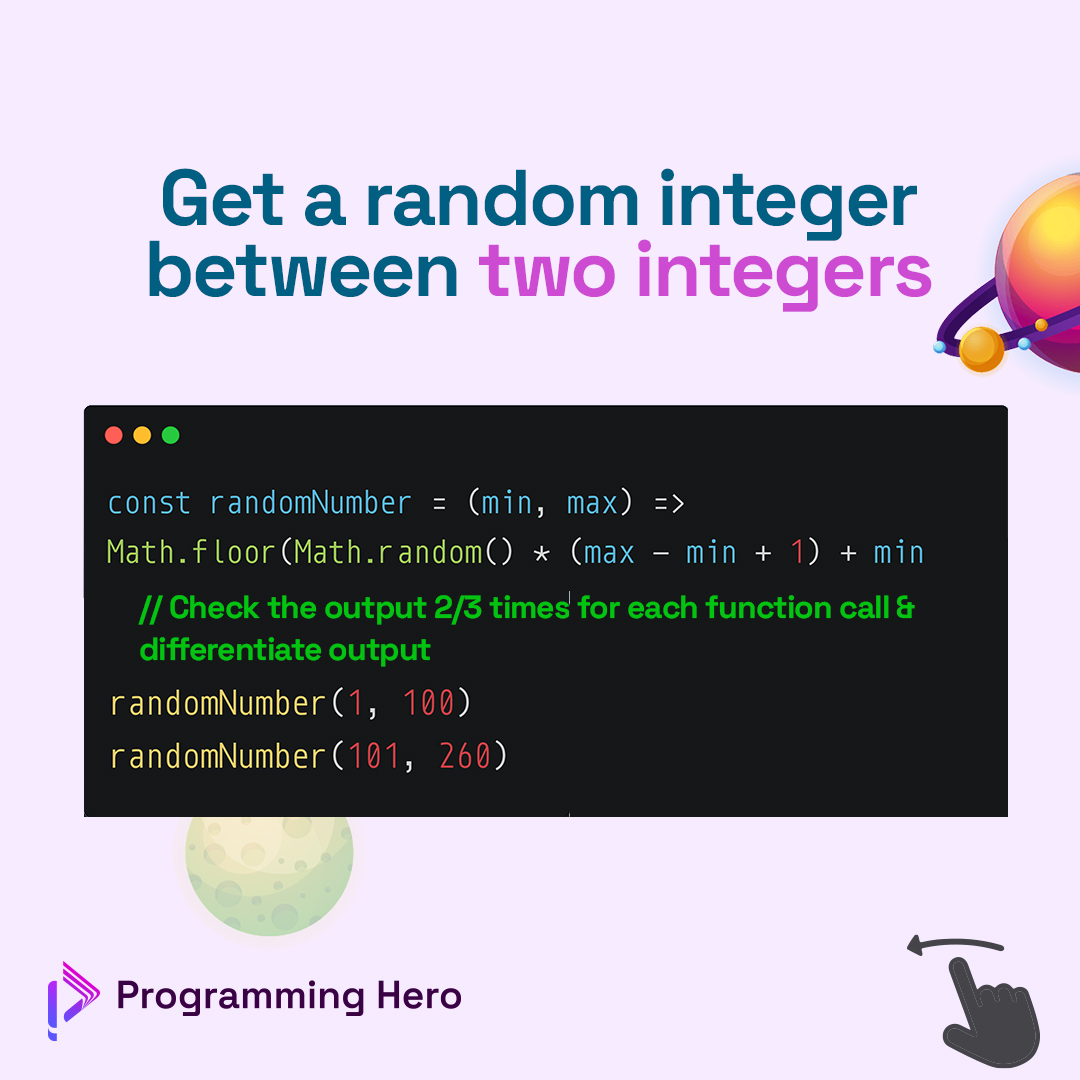 Get a random integer
between two integers
const randomNumber = (min, max) =>
Math.floor(Math.random() * (max - min + 1) + min
// Check the output 2/3 times for each function call &
differentiate output
randomNumber(1, 100)
randomNumber(101, 260)
Programming Hero